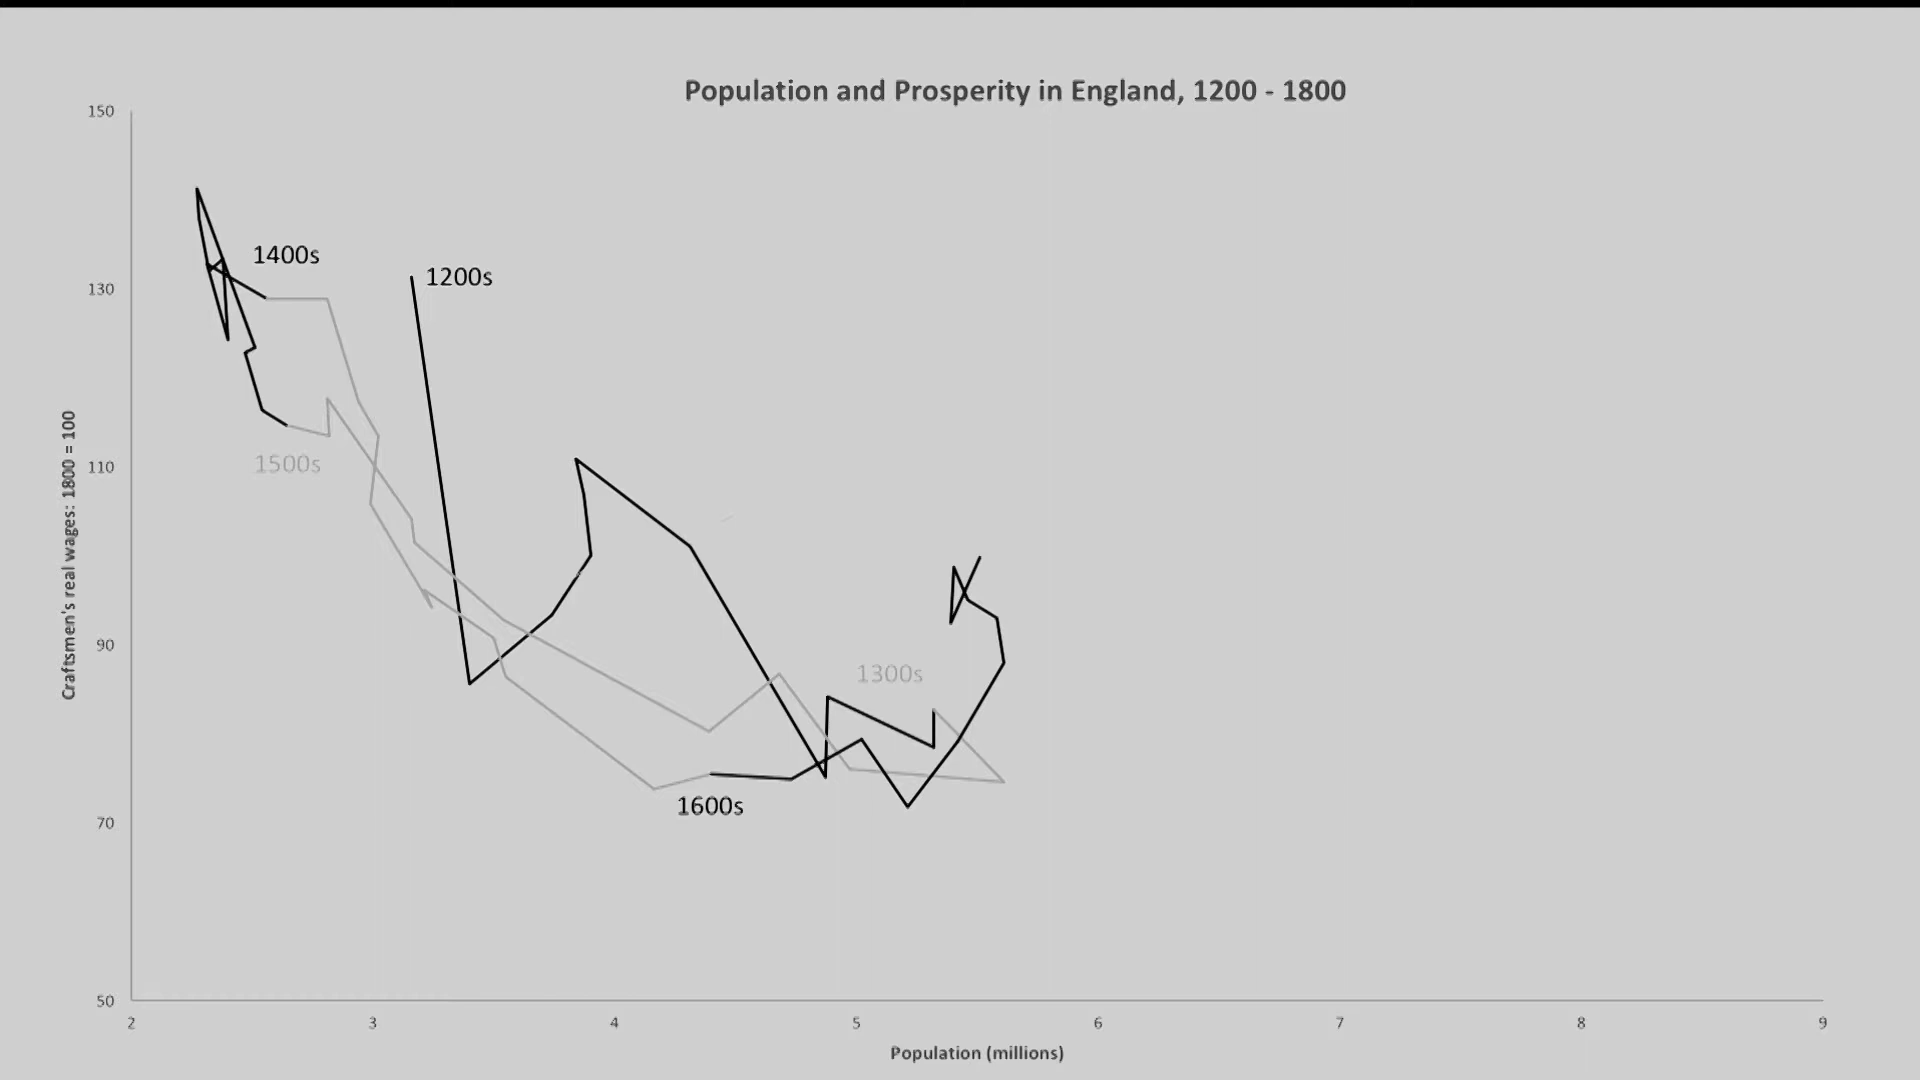 Population and Prosperity in England, 1200 - 1800
150
130
110
90
70
50
Craftsmen's real wages: 1800 = 100
1400s
1200s
1500s
1300s
1600s
2 3 4 5 6 7 8 9
Population (millions)